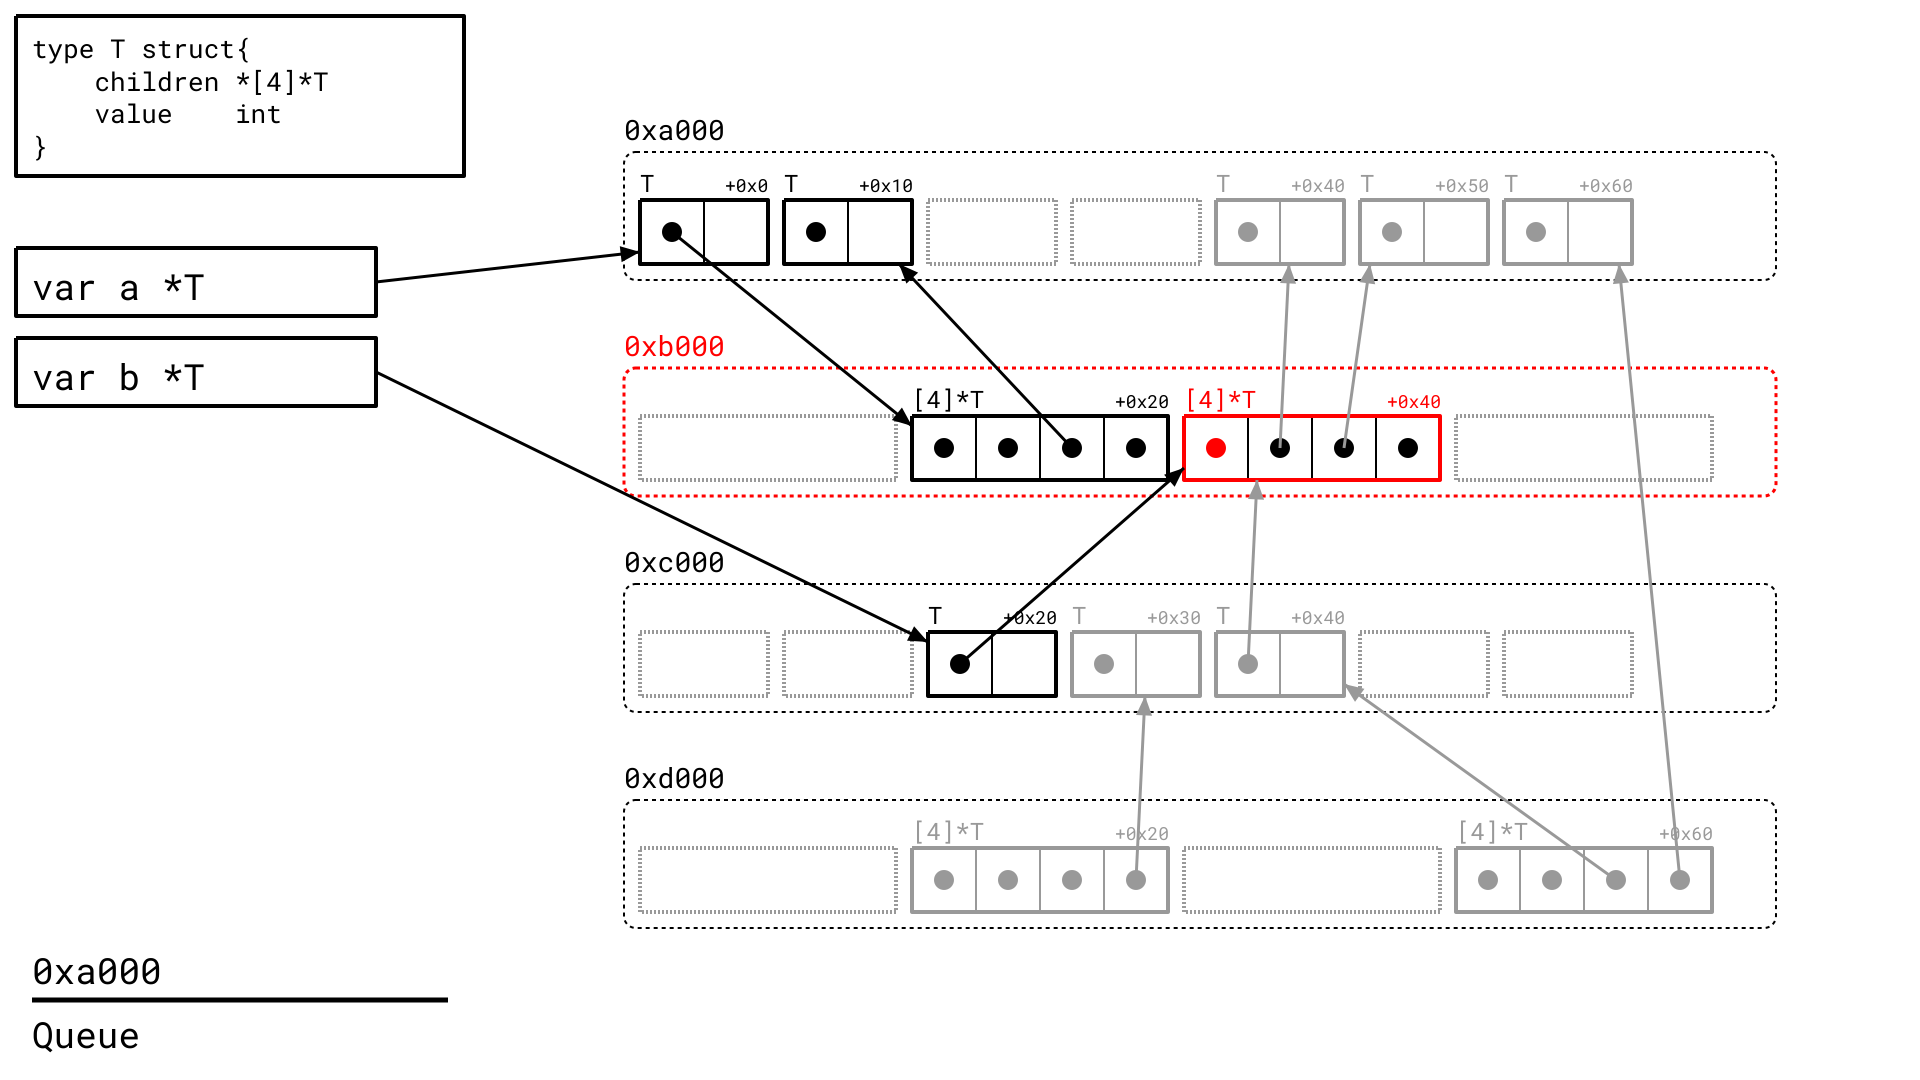 type T struct{
    children *[4]*T
    value    int
}
var a *T
var b *T
0xa000
T +0x0 T +0x10 T +0x40 T +0x50 T +0x60
0xb000
[4]*T +0x20 [4]*T +0x40
0xc000
T +0x20 T +0x30 T +0x40
0xd000
[4]*T +0x20 [4]*T +0x60
0xa000
Queue